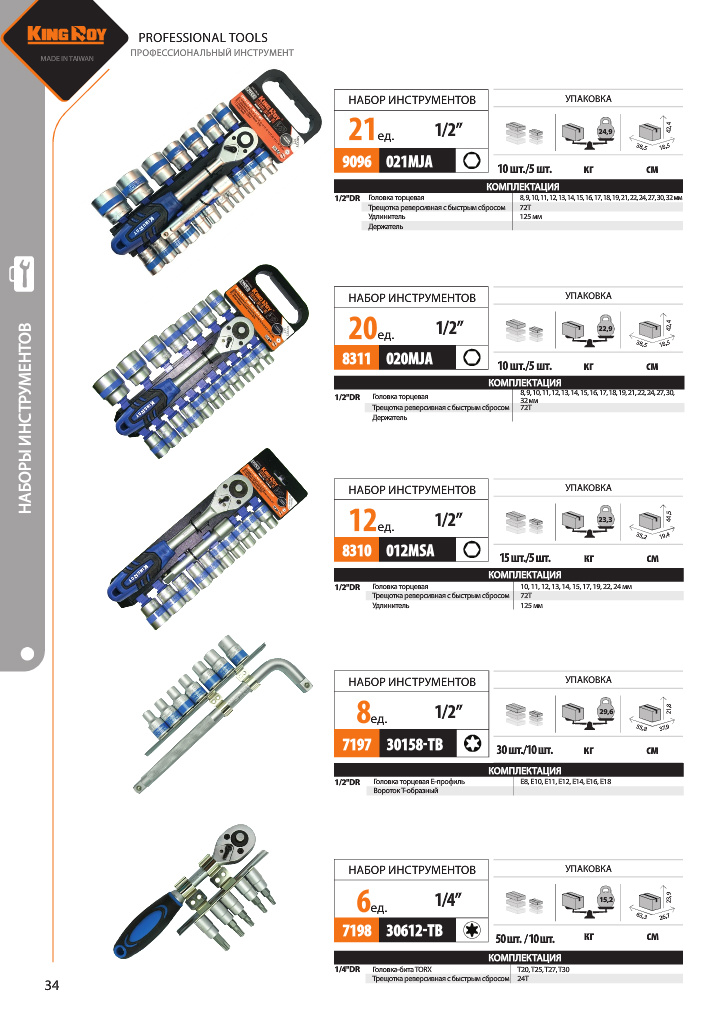 KING ROY
MADE IN TAIWAN
PROFESSIONAL TOOLS
ПРОФЕССИОНАЛЬНЫЙ ИНСТРУМЕНТ
НАБОРЫ ИНСТРУМЕНТОВ
НАБОР ИНСТРУМЕНТОВ
УПАКОВКА
21ед. 1/2”
24,9
38,5 18,5 42,4
9096 021MJA
10 шт./5 шт. кг см
КОМПЛЕКТАЦИЯ
1/2"DR Головка торцевая 8, 9, 10, 11, 12, 13, 14, 15, 16, 17, 18, 19, 21, 22, 24, 27, 30, 32 мм
Трещотка реверсивная с быстрым сбросом 72T
Удлинитель 125 мм
Держатель
НАБОР ИНСТРУМЕНТОВ
УПАКОВКА
20ед. 1/2”
22,9
38,5 18,5 42,4
8311 020MJA
10 шт./5 шт. кг см
КОМПЛЕКТАЦИЯ
1/2"DR Головка торцевая 8, 9, 10, 11, 12, 13, 14, 15, 16, 17, 18, 19, 21, 22, 24, 27, 30,
32 мм
Трещотка реверсивная с быстрым сбросом 72T
Держатель
НАБОР ИНСТРУМЕНТОВ
УПАКОВКА
12ед. 1/2”
23,3
35,2 19,4 44,5
8310 012MSA
15 шт./5 шт. кг см
КОМПЛЕКТАЦИЯ
1/2"DR Головка торцевая 10, 11, 12, 13, 14, 15, 17, 19, 22, 24 мм
Трещотка реверсивная с быстрым сбросом 72T
Удлинитель 125 мм
НАБОР ИНСТРУМЕНТОВ
УПАКОВКА
8ед. 1/2”
29,6
35,8 37,9 21,8
7197 30158-TB
30 шт./10 шт. кг см
КОМПЛЕКТАЦИЯ
1/2"DR Головка торцевая Е-профиль E8, E10, E11, E12, E14, E16, E18
Вороток Т-образный
НАБОР ИНСТРУМЕНТОВ
УПАКОВКА
6ед. 1/4”
15,2
63,3 26,7 23,9
7198 30612-TB
50 шт. / 10 шт. кг см
КОМПЛЕКТАЦИЯ
1/4"DR Головка-бита TORX T20, T25, T27, T30
Трещотка реверсивная с быстрым сбросом 24T
34